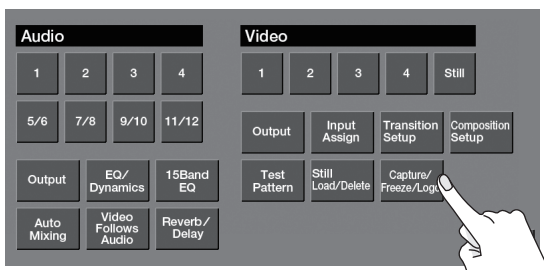 Audio
1
2
3
4
5/6
7/8
9/10
11/12
Output
EQ/
Dynamics
15Band
EQ
Auto
Mixing
Video
Follows
Audio
Reverb/
Delay
Video
1
2
3
4
Still
Output
Input
Assign
Transition
Setup
Composition
Setup
Test
Pattern
Still
Load/Delete
Capture/
Freeze/Logo